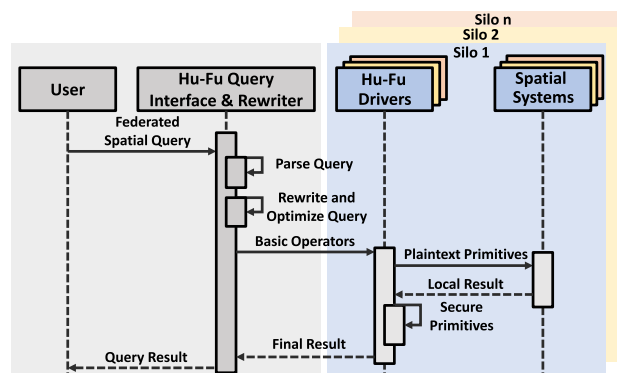 Silo n
Silo 2
Silo 1
User
Hu-Fu Query
Interface & Rewriter
Hu-Fu
Drivers
Spatial
Systems
Federated
Spatial Query
Parse Query
Rewrite and
Optimize Query
Basic Operators
Plaintext Primitives
Local Result
Secure
Primitives
Final Result
Query Result